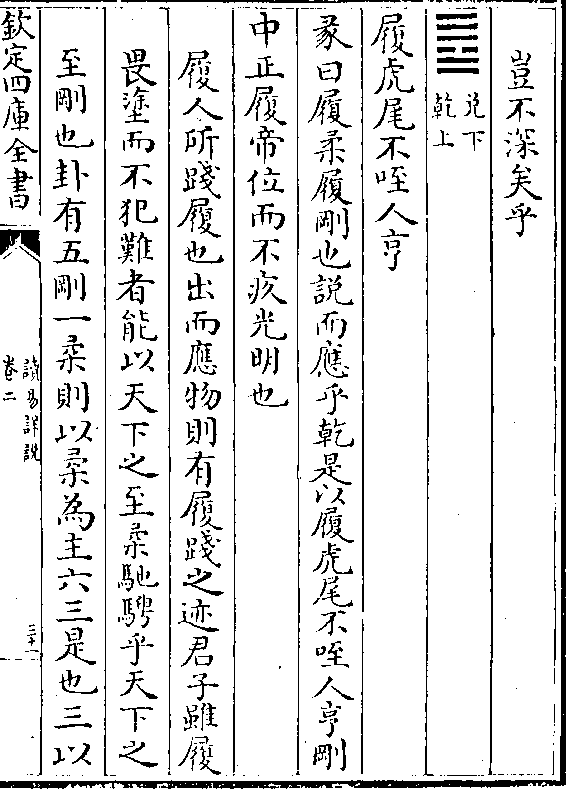 豈不深矣乎
兑下
乾上
履虎尾不咥人亨
彖曰履柔履剛也説而應乎乾是以履虎尾不咥人亨剛
中正履帝位而不疚光明也
履人所踐履也出而應物則有履踐之迹君子雖履
畏塗而不犯難者能以天下之至柔馳騁乎天下之
至剛也卦有五剛一柔則以柔為主六三是也三以
欽定四庫全書
讀易詳説
卷二
三十一